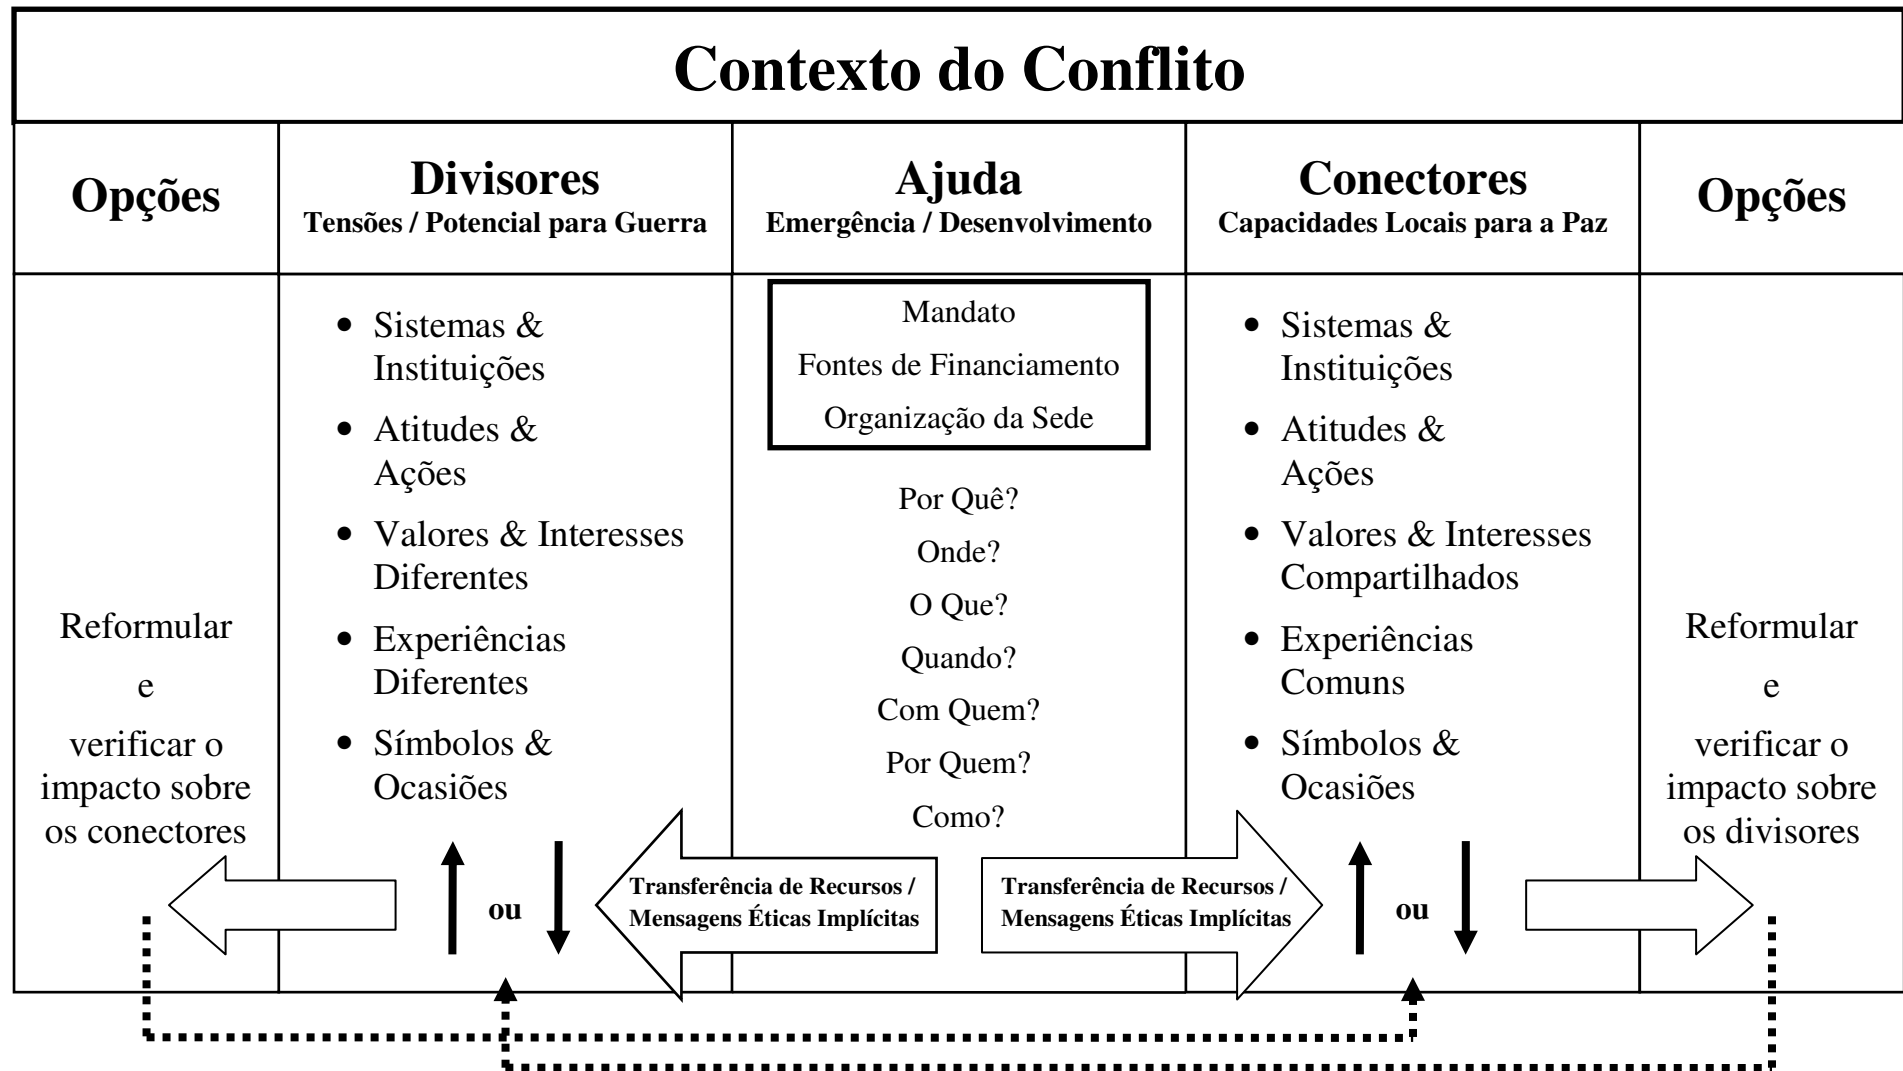 Contexto do Conflito
Opções
Divisores
Tensões / Potencial para Guerra
Ajuda
Emergência / Desenvolvimento
Conectores
Capacidades Locais para a Paz
Opções
Reformular
e
verificar o
impacto sobre
os conectores
• Sistemas &
Instituições
• Atitudes &
Ações
• Valores & Interesses
Diferentes
• Experiências
Diferentes
• Símbolos &
Ocasiões
ou
Mandato
Fontes de Financiamento
Organização da Sede
Por Quê?
Onde?
O Que?
Quando?
Com Quem?
Por Quem?
Como?
Transferência de Recursos /
Mensagens Éticas Implícitas
Transferência de Recursos /
Mensagens Éticas Implícitas
• Sistemas &
Instituições
• Atitudes &
Ações
• Valores & Interesses
Compartilhados
• Experiências
Comuns
• Símbolos &
Ocasiões
ou
Reformular
e
verificar o
impacto sobre
os divisores